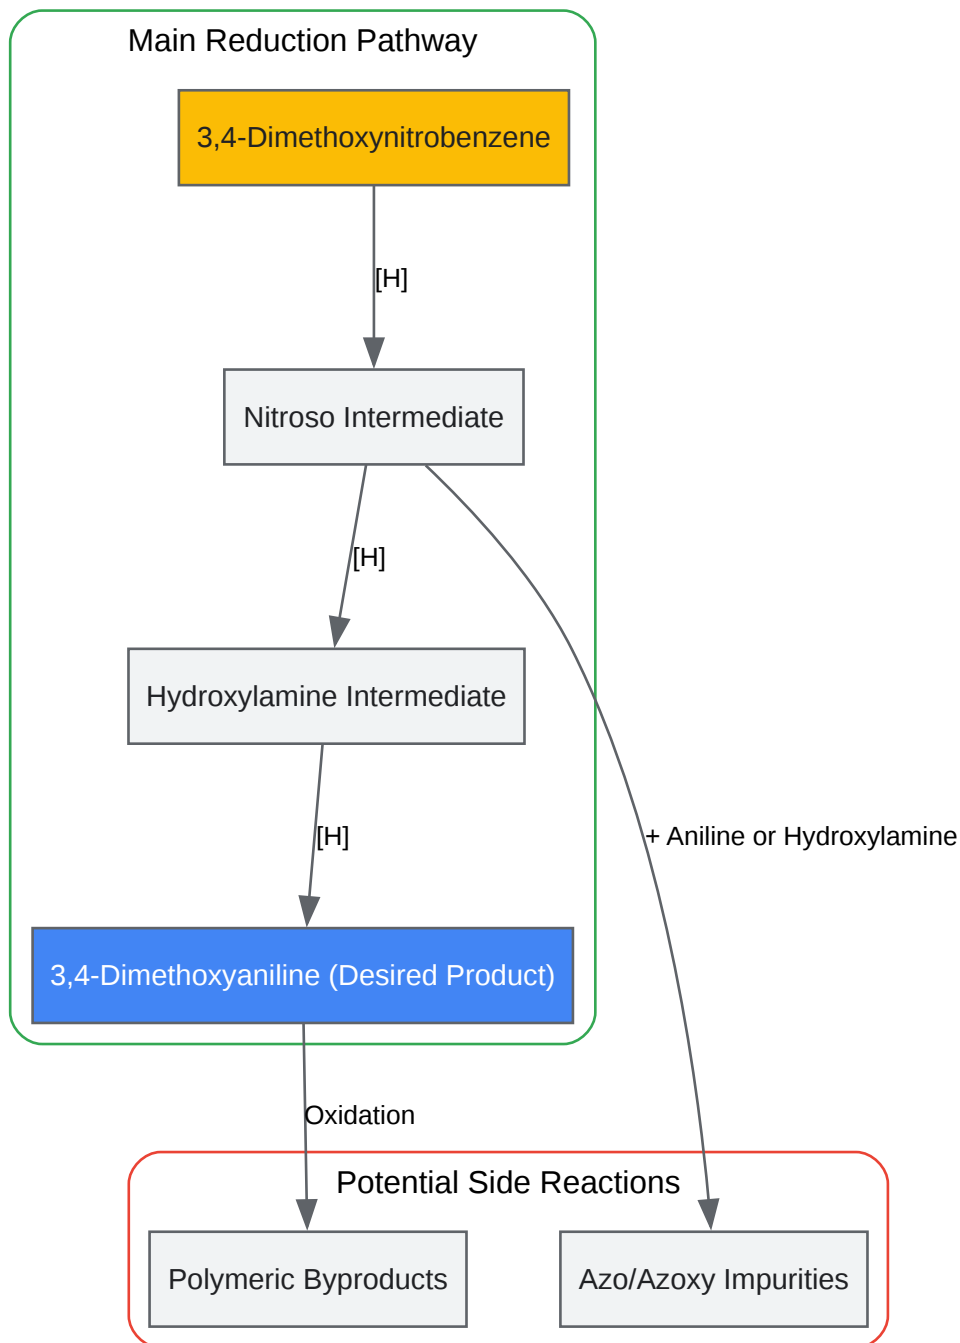 Main Reduction Pathway
3,4-Dimethoxynitrobenzene
[H]
Nitroso Intermediate
[H]
Hydroxylamine Intermediate
[H]
+ Aniline or Hydroxylamine
3,4-Dimethoxyaniline (Desired Product)
Oxidation
Potential Side Reactions
Polymeric Byproducts
Azo/Azoxy Impurities